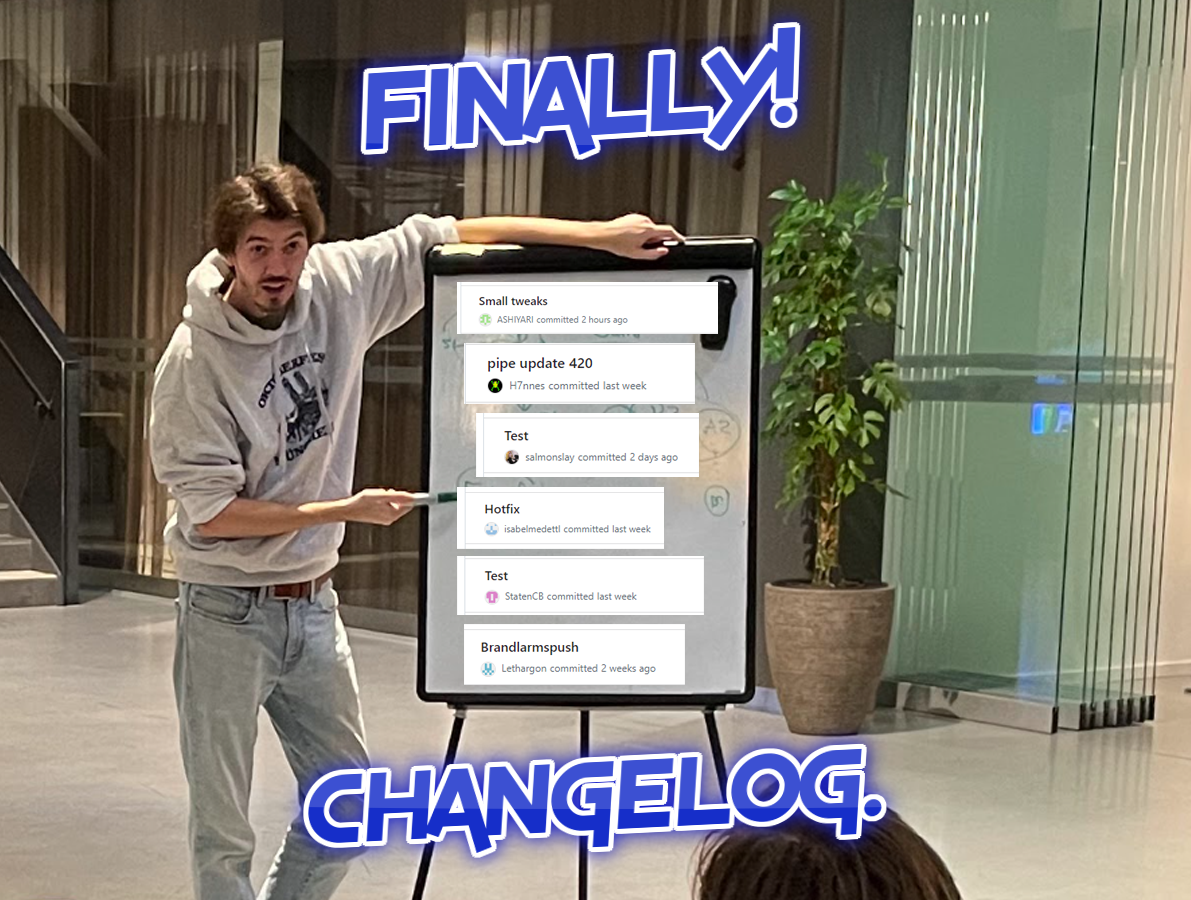 FINALLY!
Small tweaks
ASHIYARI committed 2 hours ago
pipe update 420
H7nnes committed last week
Test
salmonslay committed 2 days ago
Hotfix
isabelmedettl committed last week
Test
StatenCB committed last week
Brandlarmspush
Lethargon committed 2 weeks ago
CHANGELOG.